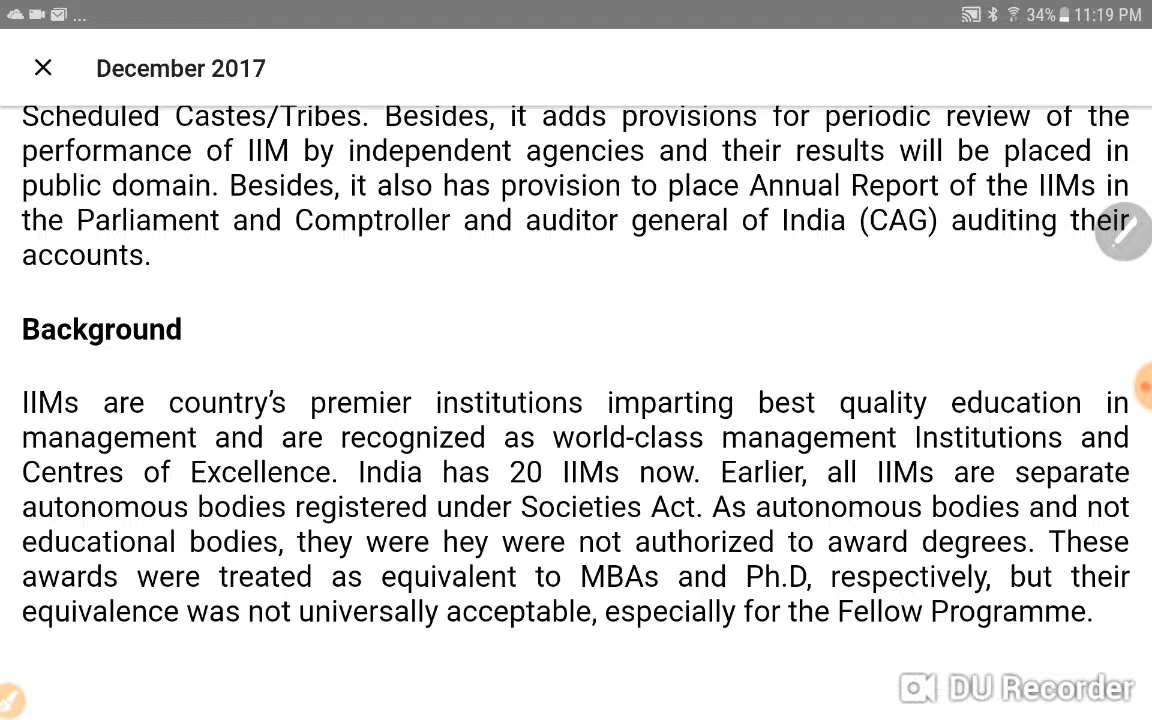 ... 34% 11:19 PM
× December 2017
Scheduled Castes/Tribes. Besides, it adds provisions for periodic review of the
performance of IIM by independent agencies and their results will be placed in
public domain. Besides, it also has provision to place Annual Report of the IIMs in
the Parliament and Comptroller and auditor general of India (CAG) auditing their
accounts.
Background
IIMs are country's premier institutions imparting best quality education in
management and are recognized as world-class management Institutions and
Centres of Excellence. India has 20 IIMs now. Earlier, all IIMs are separate
autonomous bodies registered under Societies Act. As autonomous bodies and not
educational bodies, they were hey were not authorized to award degrees. These
awards were treated as equivalent to MBAs and Ph.D, respectively, but their
equivalence was not universally acceptable, especially for the Fellow Programme.
DU Recorder